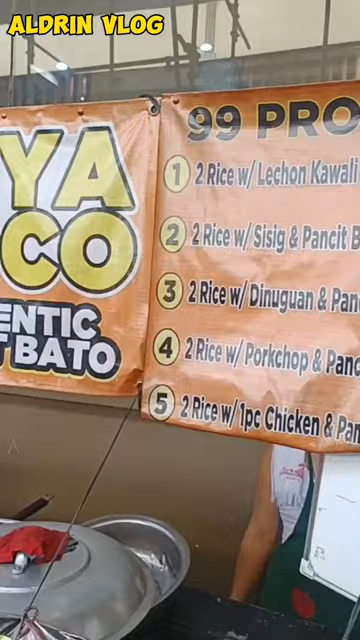 ALDRIN VLOG
YA
CO
ENTIC
T BATO
99 PRO
1 2 Rice w/ Lechon Kawali
2 2 Rice w/ Sisig & Pancit B
3 2 Rice w/ Dinuguan & Pan
4 2 Rice w/ Porkchop & Panc
5 2 Rice w/ 1pc Chicken & Pan